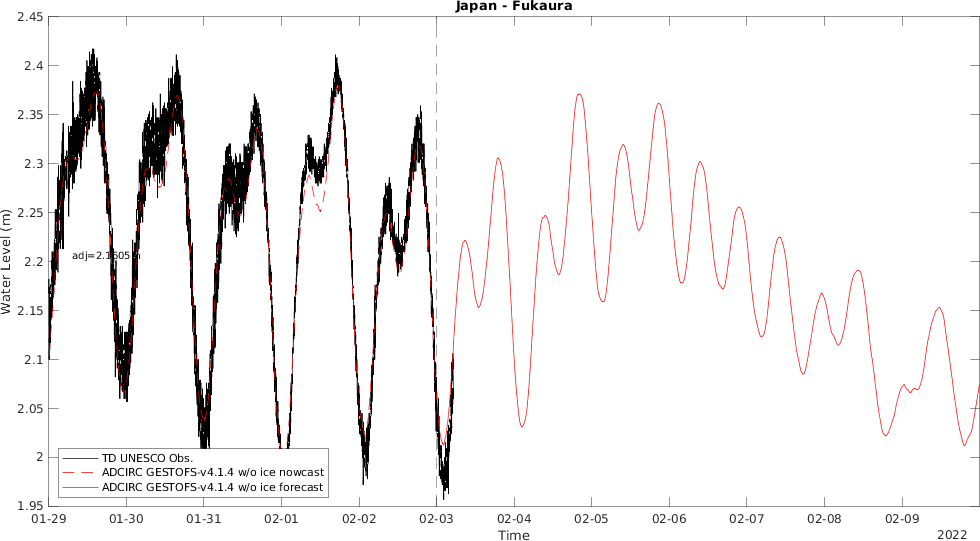 Japan - Fukaura
2.45
2.4
2.35
2.3
2.25
2.2
2.15
2.1
2.05
2
1.95
Water Level (m)
adj=2.1605m
TD UNESCO Obs.
ADCIRC GESTOFS-v4.1.4 w/o ice nowcast
ADCIRC GESTOFS-v4.1.4 w/o ice forecast
01-29 01-30 01-31 02-01 02-02 02-03 02-04 02-05 02-06 02-07 02-08 02-09
Time
2022